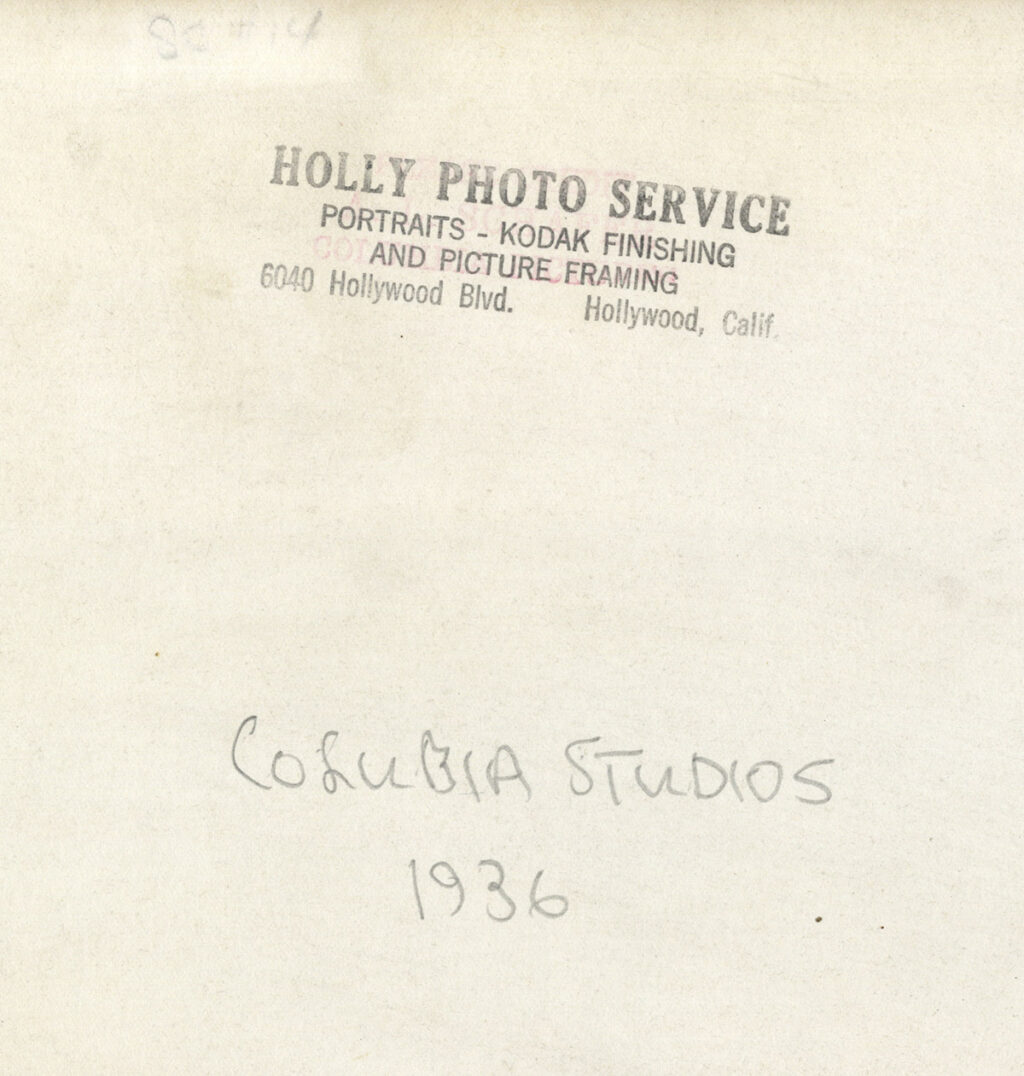 HOLLY PHOTO SERVICE
PORTRAITS - KODAK FINISHING
AND PICTURE FRAMING
6040 Hollywood Blvd. Hollywood, Calif.
COLUBIA STUDIOS
1936